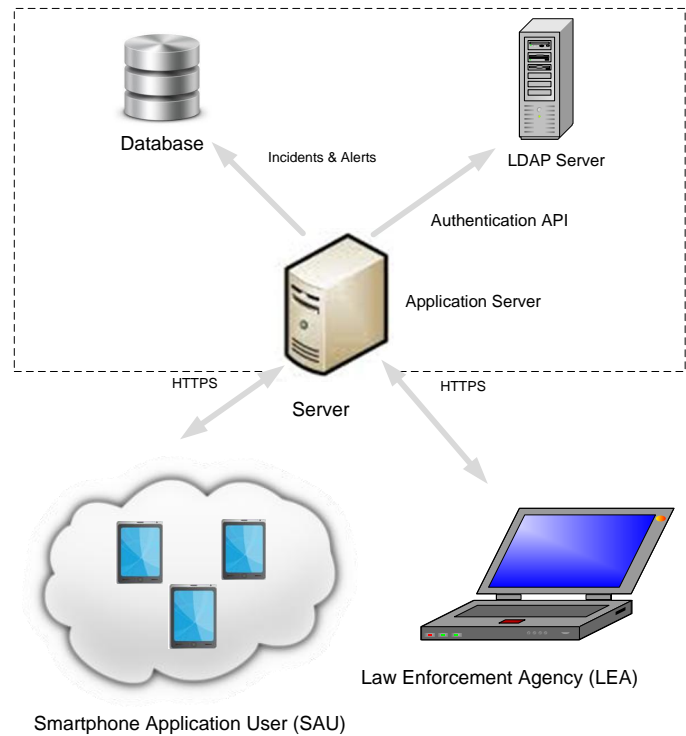 Database
Incidents & Alerts
LDAP Server
Authentication API
Application Server
HTTPS
HTTPS
Server
Law Enforcement Agency (LEA)
Smartphone Application User (SAU)